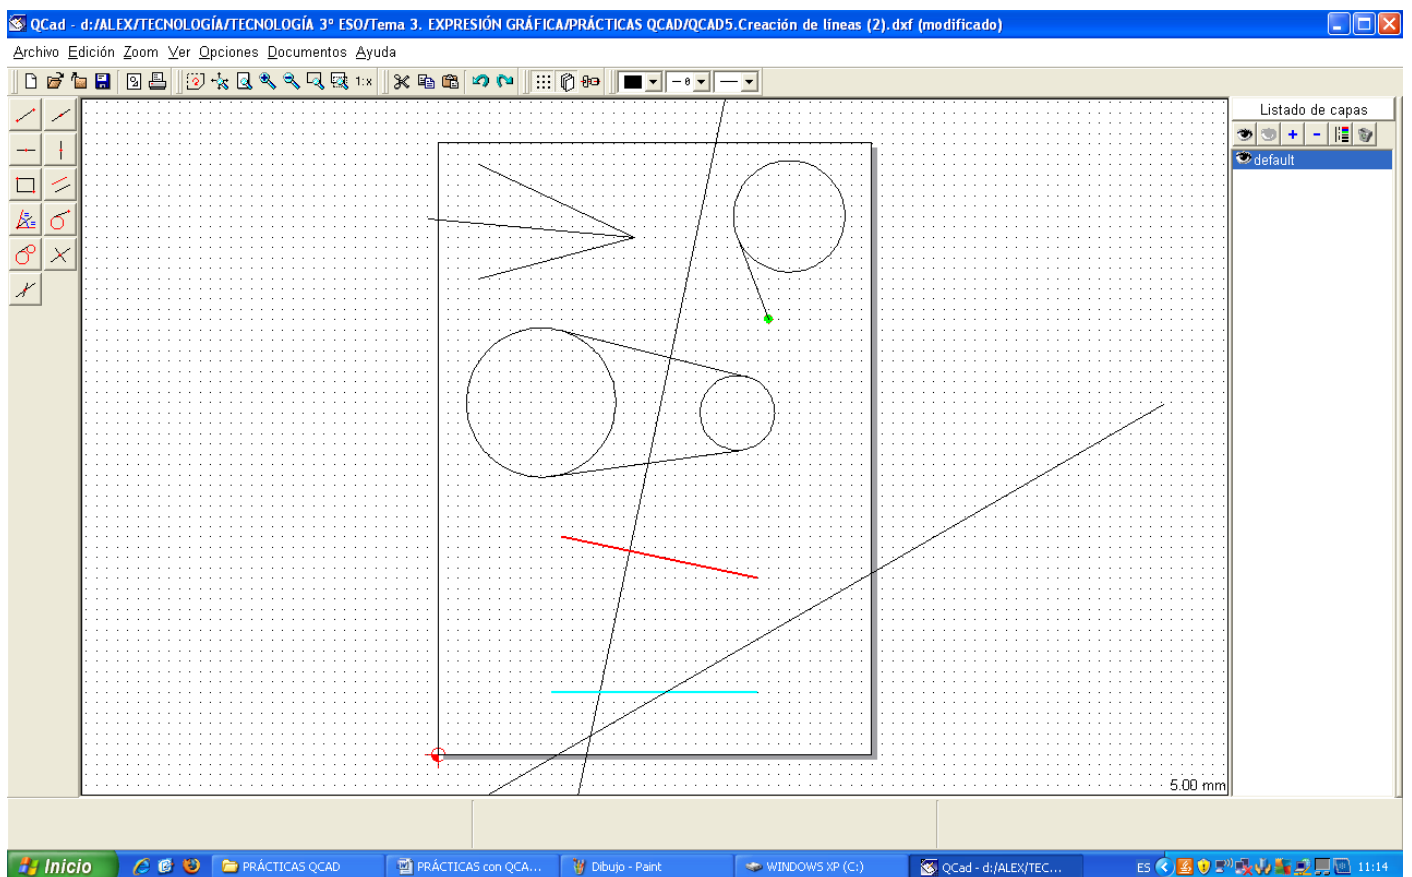 QCad - d:/ALEX/TECNOLOGÍA/TECNOLOGÍA 3º ESO/Tema 3. EXPRESIÓN GRÁFICA/PRÁCTICAS QCAD/QCAD5.Creación de líneas (2).dxf (modificado)
Archivo Edición Zoom Ver Opciones Documentos Ayuda
1:x
0
Listado de capas
default
5.00 mm
Inicio PRÁCTICAS QCAD PRÁCTICAS con QCA... Dibujo - Paint WINDOWS XP (C:) QCad - d:/ALEX/TEC... ES 11:14